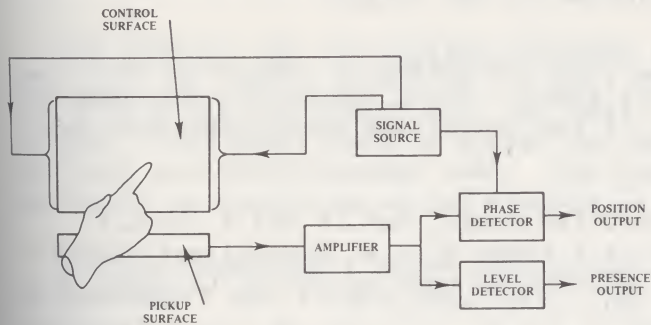 CONTROL
SURFACE
SIGNAL
SOURCE
PHASE
DETECTOR
POSITION
OUTPUT
AMPLIFIER
LEVEL
DETECTOR
PRESENCE
OUTPUT
PICKUP
SURFACE